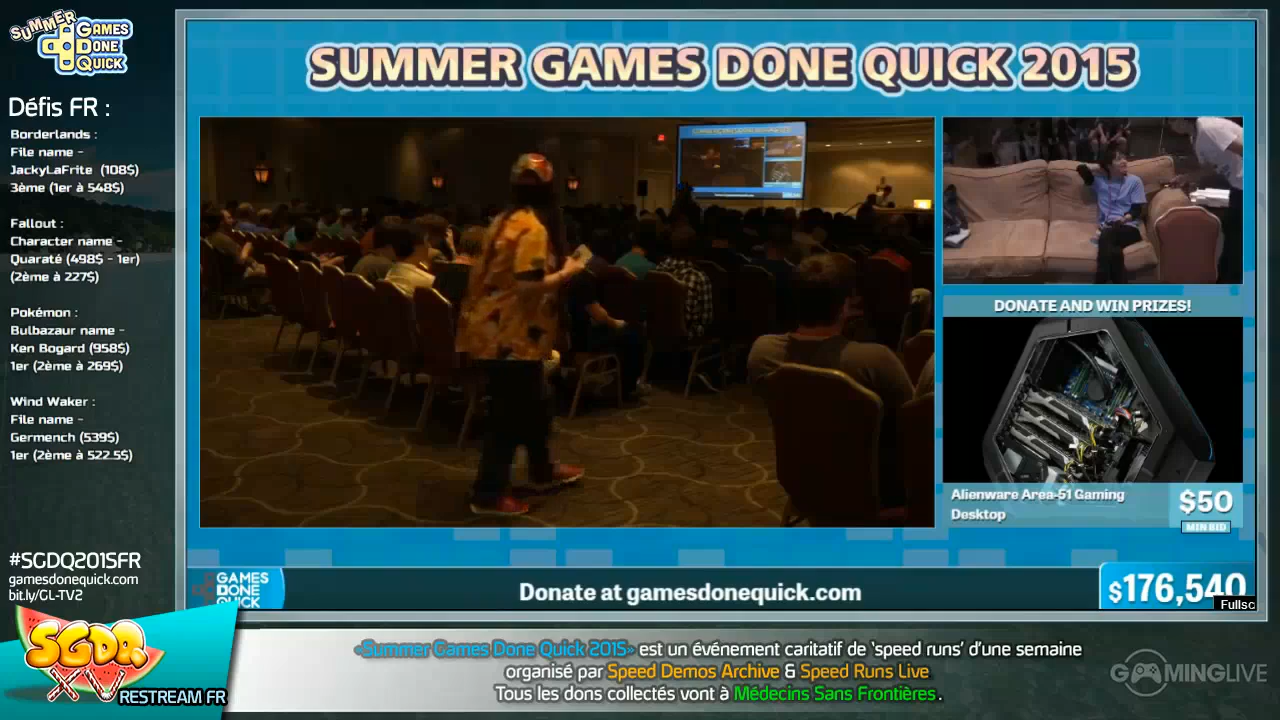 SUMMER
GAMES
DONE
QUICK
Défis FR :
Borderlands :
File name -
JackyLaFrite (108$)
3ème (1er à 548$)
Fallout :
Character name -
Quaraté (498$ - 1er)
(2ème à 227$)
Pokémon :
Bulbazaur name -
Ken Bogard (958$)
1er (2ème à 269$)
Wind Waker :
File name -
Germench (539$)
1er (2ème à 522.5$)
#SGDQ2015FR
gamesdonequick.com
bit.ly/GL-TV2
SGDQ
RESTREAM FR
SUMMER GAMES DONE QUICK 2015
DONATE AND WIN PRIZES!
Alienware Area-51 Gaming
Desktop
$50
MIN BID
GAMES
DONE
QUICK
Donate at gamesdonequick.com
$176,540
Fullsc
«Summer Games Done Quick 2015» est un événement caritatif de 'speed runs' d'une semaine
organisé par Speed Demos Archive & Speed Runs Live
Tous les dons collectés vont à Médecins Sans Frontières.
GAMINGLIVE